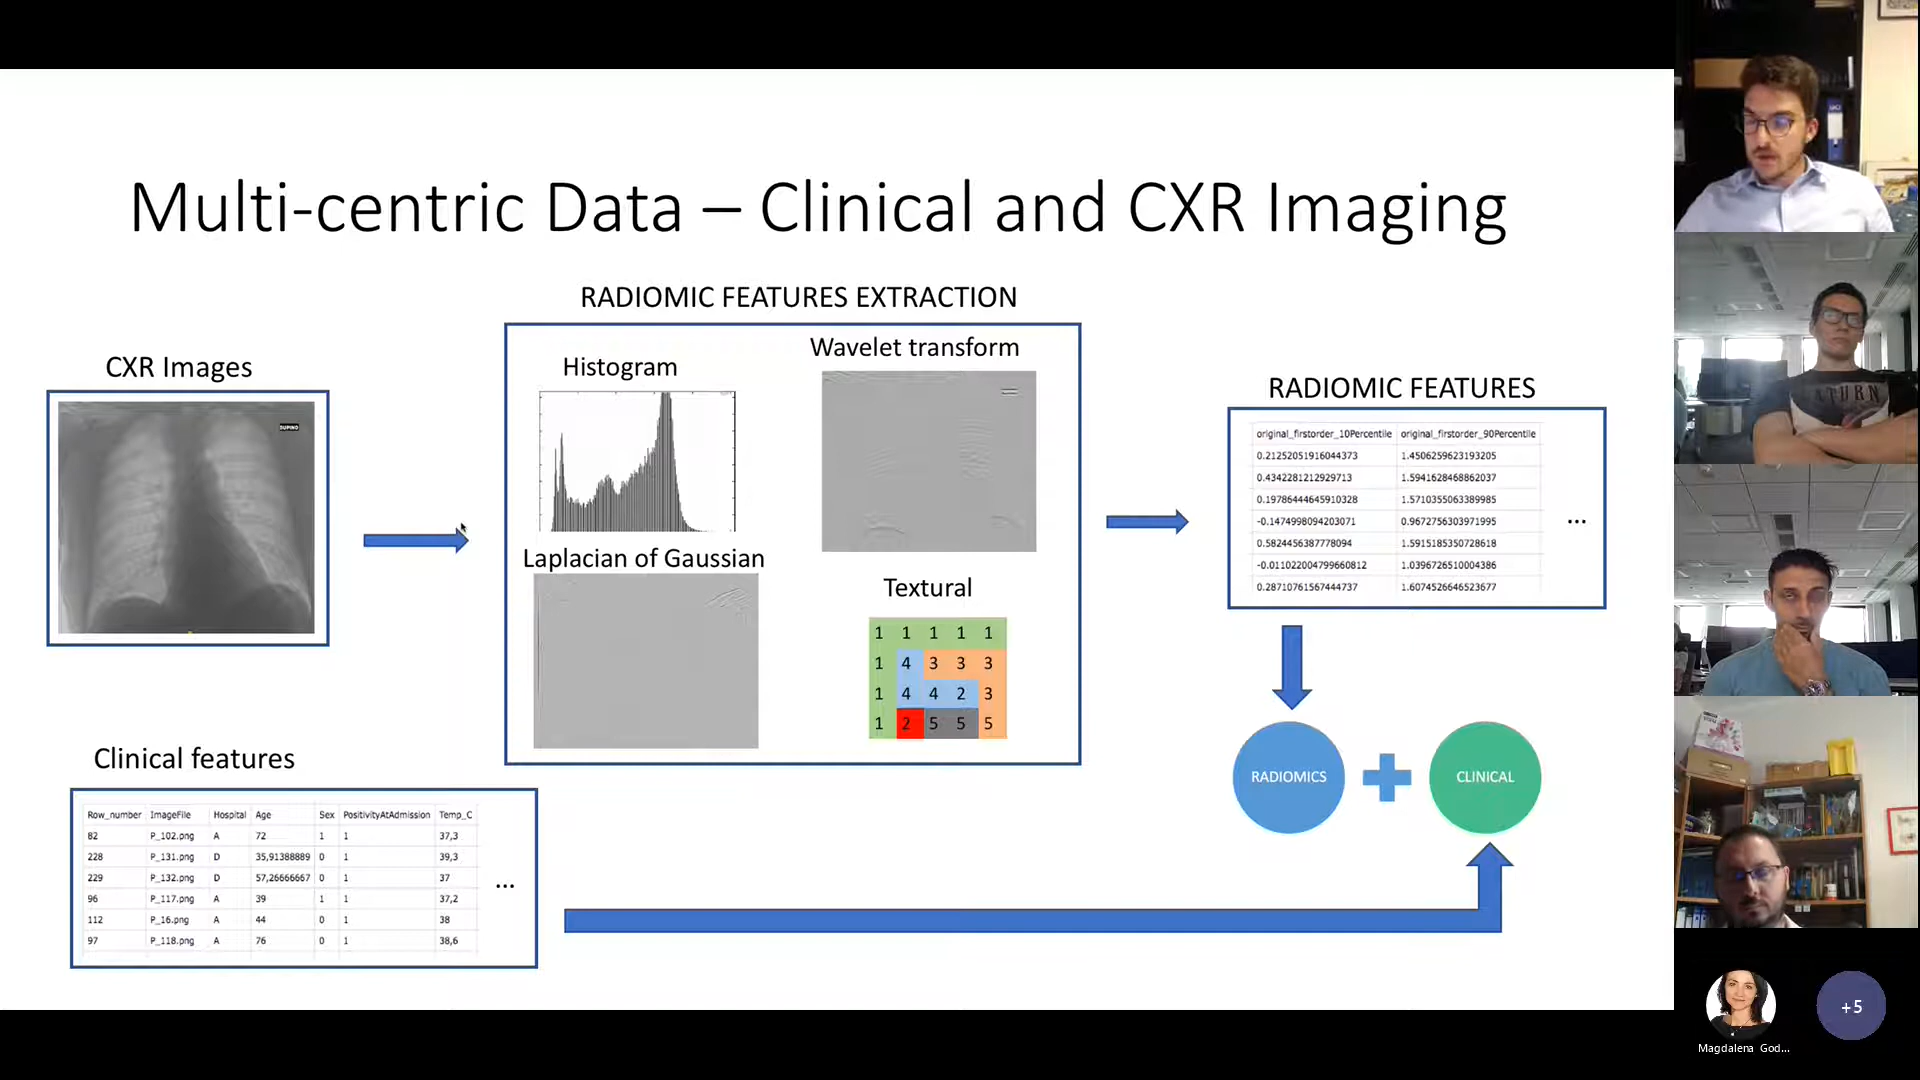 Multi-centric Data – Clinical and CXR Imaging
RADIOMIC FEATURES EXTRACTION
CXR Images
SUPINO
Histogram
Wavelet transform
Laplacian of Gaussian
Textural
1 1 1 1 1
1 4 3 3 3
1 4 4 2 3
1 2 5 5 5
RADIOMIC FEATURES
original_firstorder_10Percentile original_firstorder_90Percentile
0.21252051916044373 1.4506259623193205
0.4342281212929713 1.5941628468862037
0.19786444645910328 1.5710355063389985
-0.1474998094203071 0.9672756303971995
0.5824456387778094 1.5915185350728618
-0.011022004799660812 1.0396726510004386
0.28710761567444737 1.6074526646523677
...
RADIOMICS
CLINICAL
Clinical features
Row_number ImageFile Hospital Age Sex PositivityAtAdmission Temp_C
82 P_102.png A 72 1 1 37,3
228 P_131.png D 35,91388889 0 1 39,3
229 P_132.png D 57,26666667 0 1 37
96 P_117.png A 39 1 1 37,2
112 P_16.png A 44 0 1 38
97 P_118.png A 76 0 1 38,6
...
Magdalena God...
+5